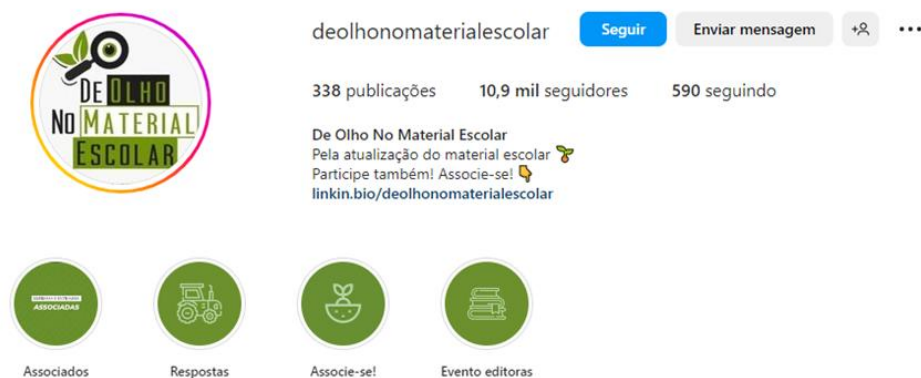 DE OLHO
NO MATERIAL
ESCOLAR
deolhonomaterialescolar
Seguir
Enviar mensagem
338 publicações
10,9 mil seguidores
590 seguindo
De Olho No Material Escolar
Pela atualização do material escolar
Participe também! Associe-se!
linkin.bio/deolhonomaterialescolar
ASSOCIADAS
Associados
Respostas
Associe-se!
Evento editoras